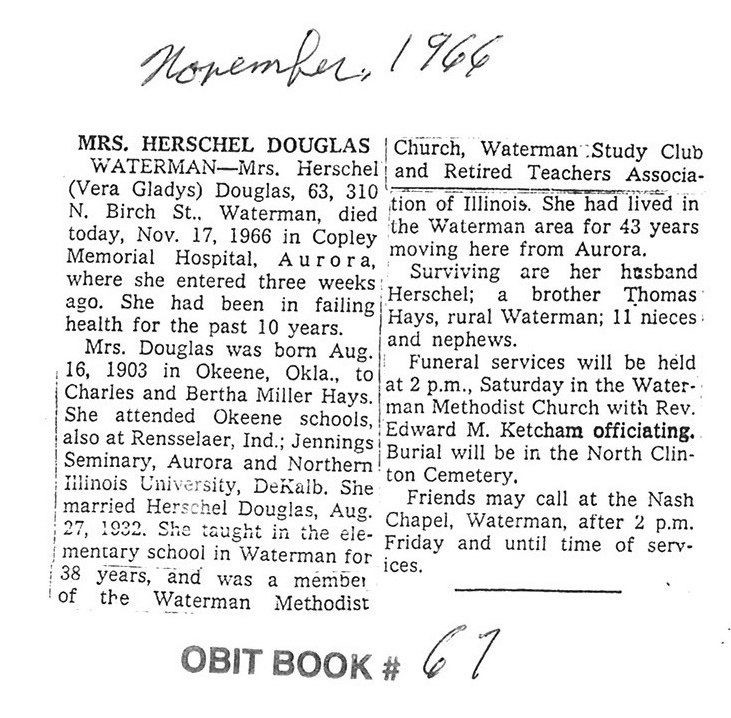 November, 1966
MRS. HERSCHEL DOUGLAS
WATERMAN—Mrs. Herschel
(Vera Gladys) Douglas, 63, 310
N. Birch St., Waterman, died
today, Nov. 17, 1966 in Copley
Memorial Hospital, Aurora,
where she entered three weeks
ago. She had been in failing
health for the past 10 years.
Mrs. Douglas was born Aug.
16, 1903 in Okeene, Okla., to
Charles and Bertha Miller Hays.
She attended Okeene schools,
also at Rensselaer, Ind.; Jennings
Seminary, Aurora and Northern
Illinois University, DeKalb. She
married Herschel Douglas, Aug.
27, 1932. She taught in the ele-
mentary school in Waterman for
38 years, and was a member
of the Waterman Methodist
Church, Waterman Study Club
and Retired Teachers Associa-
tion of Illinois. She had lived in
the Waterman area for 43 years
moving here from Aurora.
Surviving are her husband
Herschel; a brother Thomas
Hays, rural Waterman; 11 nieces
and nephews.
Funeral services will be held
at 2 p.m., Saturday in the Water-
man Methodist Church with Rev.
Edward M. Ketcham officiating.
Burial will be in the North Clin-
ton Cemetery.
Friends may call at the Nash
Chapel, Waterman, after 2 p.m.
Friday and until time of serv-
ices.
OBIT BOOK # 67